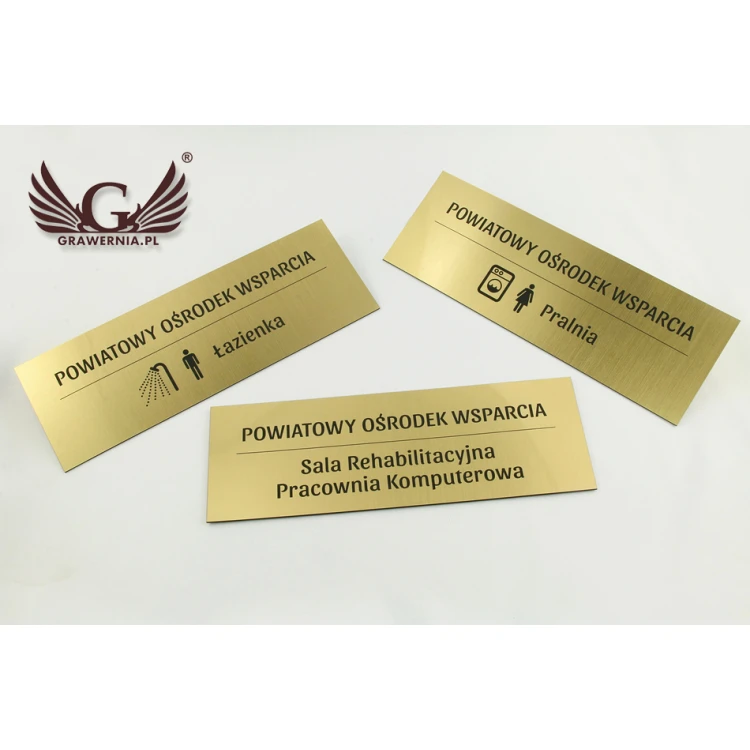 G
®
GRAWERNIA.PL
POWIATOWY OŚRODEK WSPARCIA
Łazienka
POWIATOWY OŚRODEK WSPARCIA
Pralnia
POWIATOWY OŚRODEK WSPARCIA
Sala Rehabilitacyjna
Pracownia Komputerowa